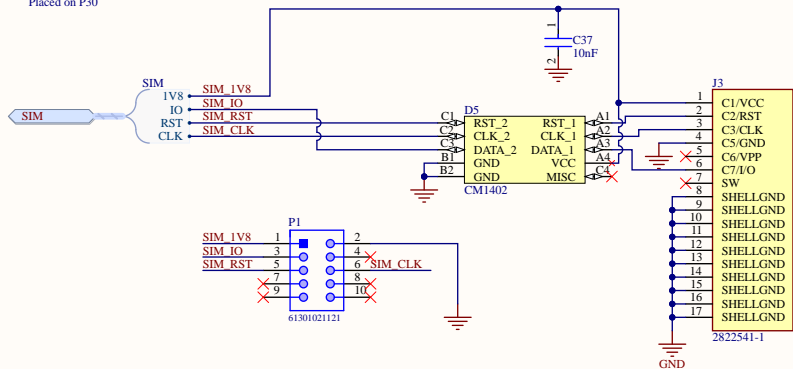 Placed on P30
1
C37
10nF
2
SIM
SIM
1V8 SIM_1V8
IO SIM_IO
RST SIM_RST
CLK SIM_CLK
D5
C1 RST_2 RST_1 A1
C2 CLK_2 CLK_1 A2
C3 DATA_2 DATA_1 A3
B1 GND VCC A4
B2 GND MISC C4
CM1402
J3
1 C1/VCC
2 C2/RST
3 C3/CLK
4 C5/GND
5 C6/VPP
6 C7/I/O
7 SW
8 SHELLGND
9 SHELLGND
10 SHELLGND
11 SHELLGND
12 SHELLGND
13 SHELLGND
14 SHELLGND
15 SHELLGND
16 SHELLGND
17 SHELLGND
2822541-1
GND
P1
SIM_1V8 1 2
SIM_IO 3 4
SIM_RST 5 6 SIM_CLK
7 8
9 10
61301021121